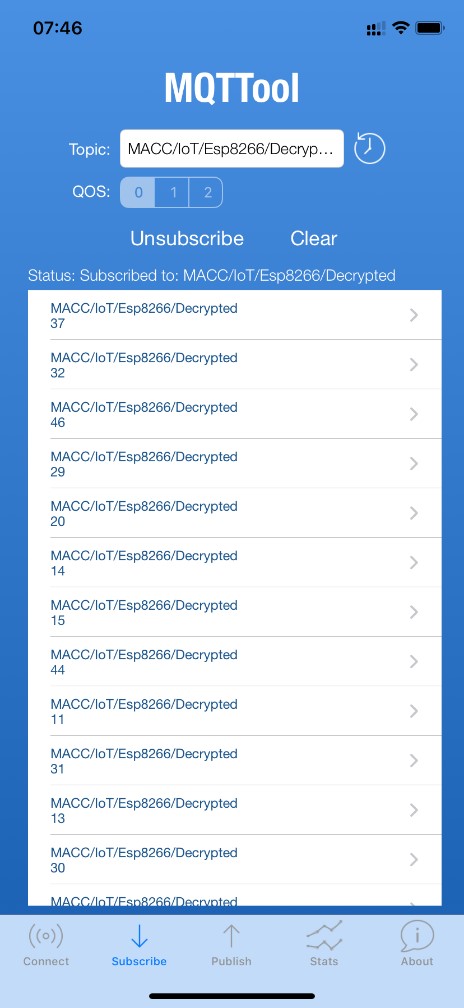 07:46
MQTTool
Topic: MACC/IoT/Esp8266/Decryp...
QOS: 0 1 2
Unsubscribe Clear
Status: Subscribed to: MACC/IoT/Esp8266/Decrypted
MACC/IoT/Esp8266/Decrypted
37
MACC/IoT/Esp8266/Decrypted
32
MACC/IoT/Esp8266/Decrypted
46
MACC/IoT/Esp8266/Decrypted
29
MACC/IoT/Esp8266/Decrypted
20
MACC/IoT/Esp8266/Decrypted
14
MACC/IoT/Esp8266/Decrypted
15
MACC/IoT/Esp8266/Decrypted
44
MACC/IoT/Esp8266/Decrypted
11
MACC/IoT/Esp8266/Decrypted
31
MACC/IoT/Esp8266/Decrypted
13
MACC/IoT/Esp8266/Decrypted
30
MACC/IoT/Esp8266/Decrypted
Connect Subscribe Publish Stats About